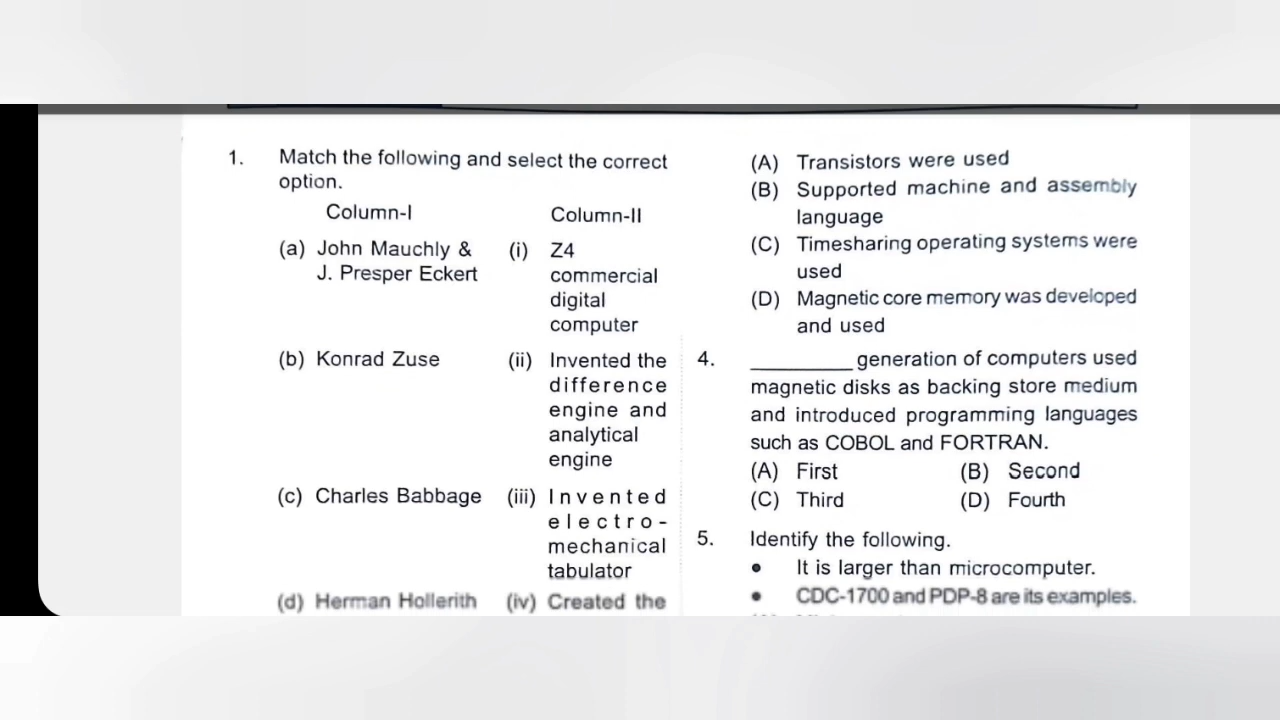 1. Match the following and select the correct
option.
Column-I Column-II
(a) John Mauchly & (i) Z4
J. Presper Eckert commercial
digital
computer
(b) Konrad Zuse (ii) Invented the
difference
engine and
analytical
engine
(c) Charles Babbage (iii) Invented
electro-
mechanical
tabulator
(d) Herman Hollerith (iv) Created the
(A) Transistors were used
(B) Supported machine and assembly
language
(C) Timesharing operating systems were
used
(D) Magnetic core memory was developed
and used
4. ________ generation of computers used
magnetic disks as backing store medium
and introduced programming languages
such as COBOL and FORTRAN.
(A) First (B) Second
(C) Third (D) Fourth
5. Identify the following.
• It is larger than microcomputer.
• CDC-1700 and PDP-8 are its examples.